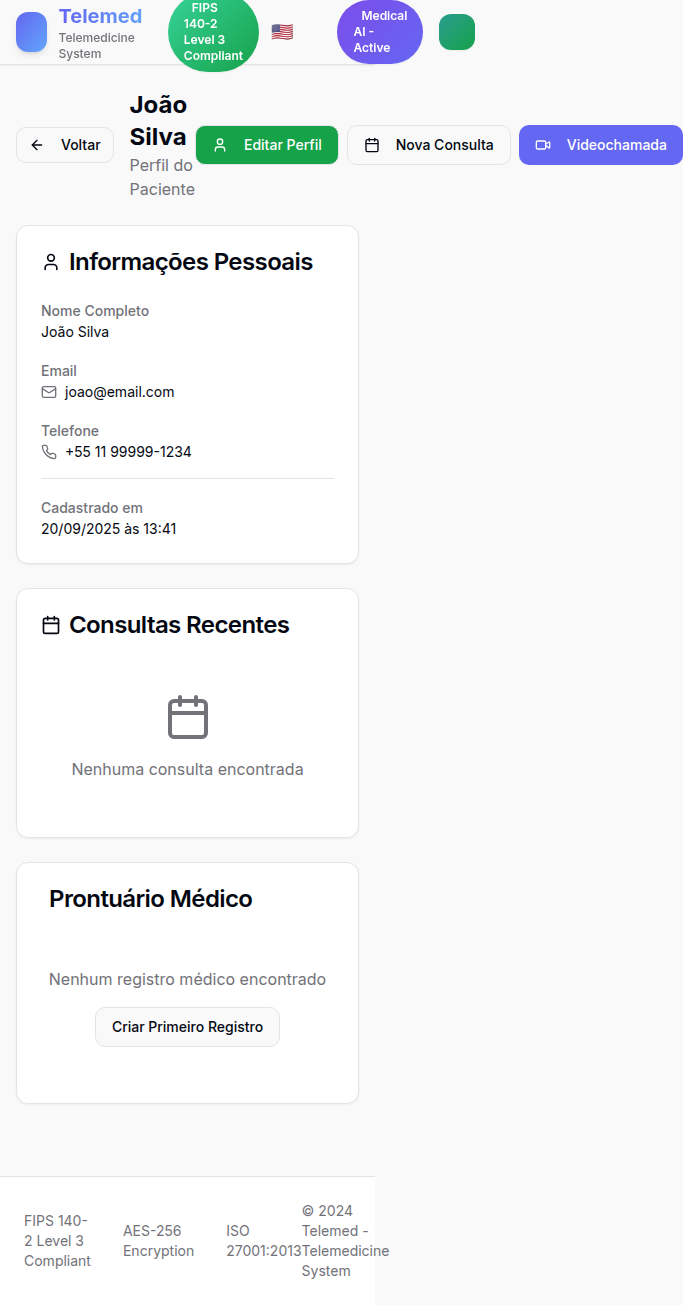 Telemed
Telemedicine
System
FIPS
140-2
Level 3
Compliant
Medical
AI -
Active
Voltar
João
Silva
Perfil do
Paciente
Editar Perfil
Nova Consulta
Videochamada
Informações Pessoais
Nome Completo
João Silva
Email
joao@email.com
Telefone
+55 11 99999-1234
Cadastrado em
20/09/2025 às 13:41
Consultas Recentes
Nenhuma consulta encontrada
Prontuário Médico
Nenhum registro médico encontrado
Criar Primeiro Registro
FIPS 140-
2 Level 3
Compliant
AES-256
Encryption
ISO
27001:2013
© 2024
Telemed -
Telemedicine
System